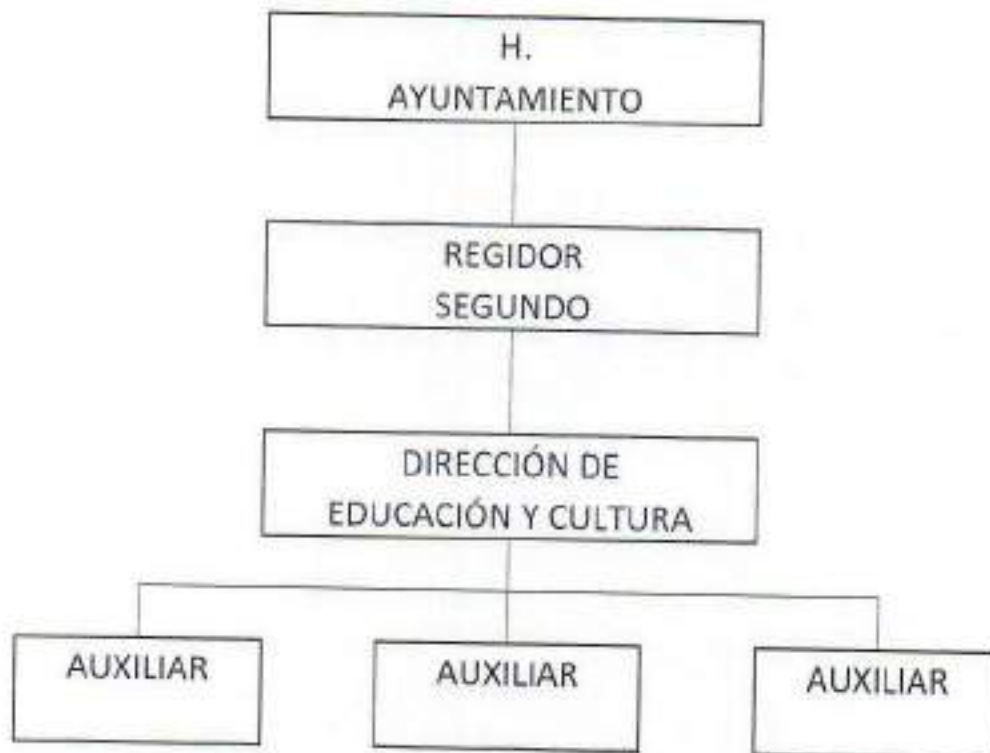 H.
AYUNTAMIENTO
REGIDOR
SEGUNDO
DIRECCIÓN DE
EDUCACIÓN Y CULTURA
AUXILIAR
AUXILIAR
AUXILIAR